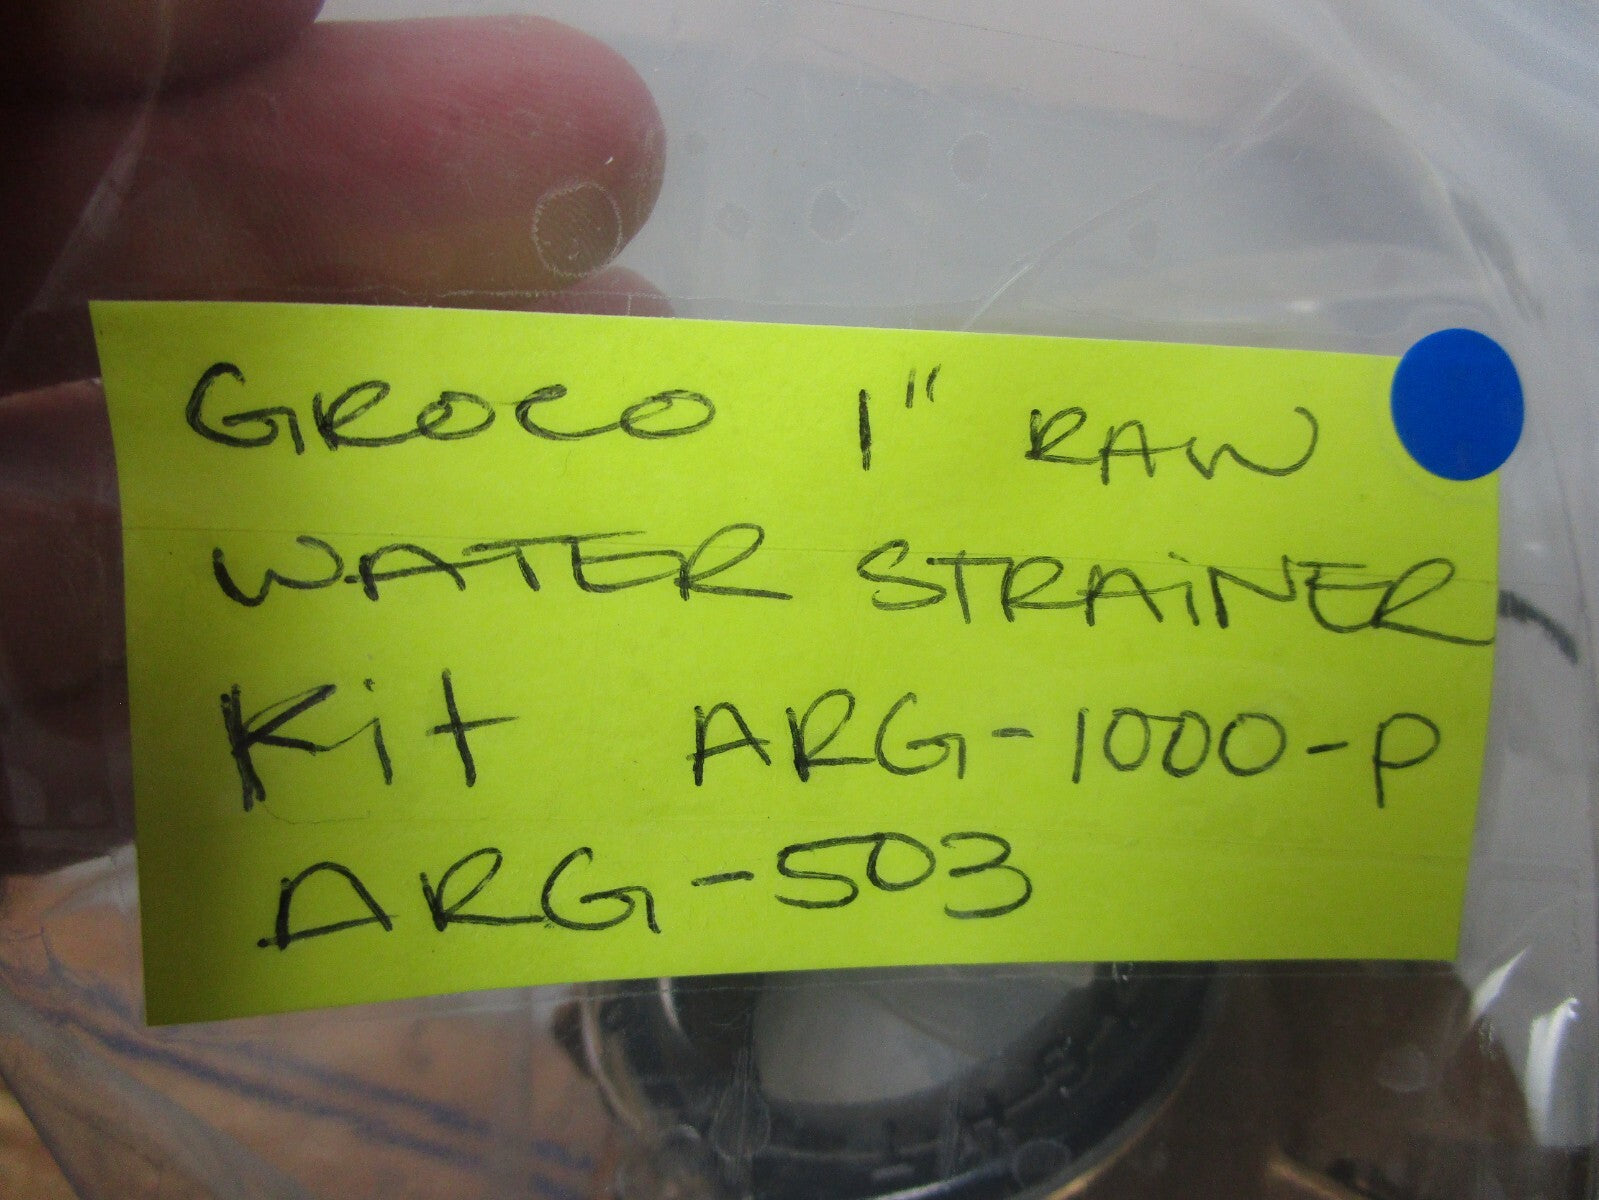 GROCO 1" RAW
WATER STRAINER
Kit ARG-1000-P
ARG-503